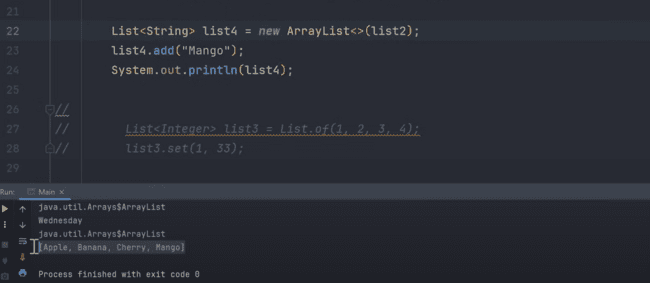 21
22 List<String> list4 = new ArrayList<>(list2);
23 list4.add("Mango");
24 System.out.println(list4);
25
26 //
27 // List<Integer> list3 = List.of(1, 2, 3, 4);
28 // list3.set(1, 33);
29
Run: Main ×
java.util.Arrays$ArrayList
Wednesday
java.util.Arrays$ArrayList
[Apple, Banana, Cherry, Mango]
Process finished with exit code 0